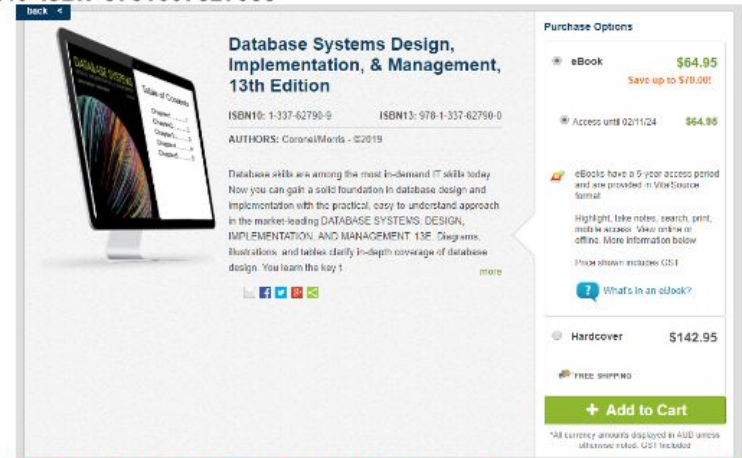 back <
DATABASE SYSTEMS
Table of Contents
Database Systems Design,
Implementation, & Management,
13th Edition
ISBN10: 1-337-62790-9 ISBN13: 978-1-337-62790-0
AUTHORS: Coronel/Morris - ©2019
Database skills are among the most in-demand IT skills today.
Now you can gain a solid foundation in database design and
implementation with the practical, easy to understand approach
in the market-leading DATABASE SYSTEMS: DESIGN,
IMPLEMENTATION, AND MANAGEMENT, 13E. Diagrams,
illustrations, and tables clarify in-depth coverage of database
design. You learn the key t
more
Purchase Options
eBook $64.95
Save up to $78.00!
Access until 02/11/24 $64.95
eBooks have a 5-year access period
and are provided in VitalSource
format
Highlight, take notes, search, print,
mobile access. View online or
offline. More information below
Price shown includes GST
? What's in an eBook?
Hardcover $142.95
FREE SHIPPING
+ Add to Cart
*All currency amounts displayed in AUD unless
otherwise noted. GST Included